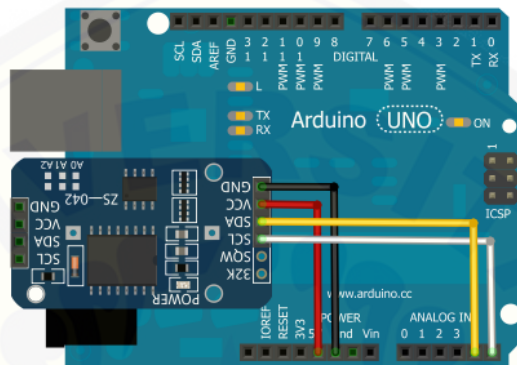 SCL
SDA
AREF
GND
13
12
PWM 11
PWM 10
PWM 9
8
DIGITAL
7
PWM 6
PWM 5
4
PWM 3
2
TX 1
RX 0
L
TX
RX
Arduino UNO
ON
1
ICSP
A0 A1 A2
ZS-042
GND
VCC
SDA
SCL
GND
VCC
SDA
SCL
SQW
32K
POWER
www.arduino.cc
IOREF
RESET
3V3
5
POWER
nd
Vin
ANALOG IN
0 1 2 3